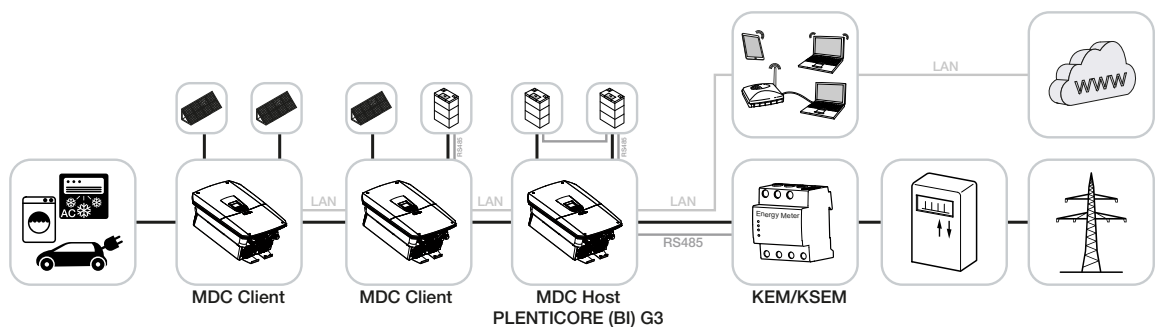 LAN
WWW
RS485
RS485
AC
LAN
LAN
LAN
RS485
Energy Meter
MDC Client
MDC Client
MDC Host
PLENTICORE (BI) G3
KEM/KSEM